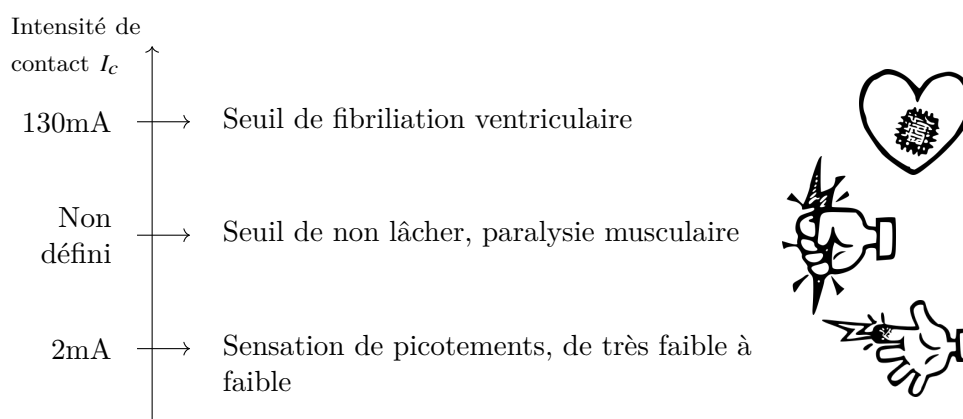 Intensité de
contact Ic
130mA
Seuil de fibriliation ventriculaire
Non
défini
Seuil de non lâcher, paralysie musculaire
2mA
Sensation de picotements, de très faible à
faible